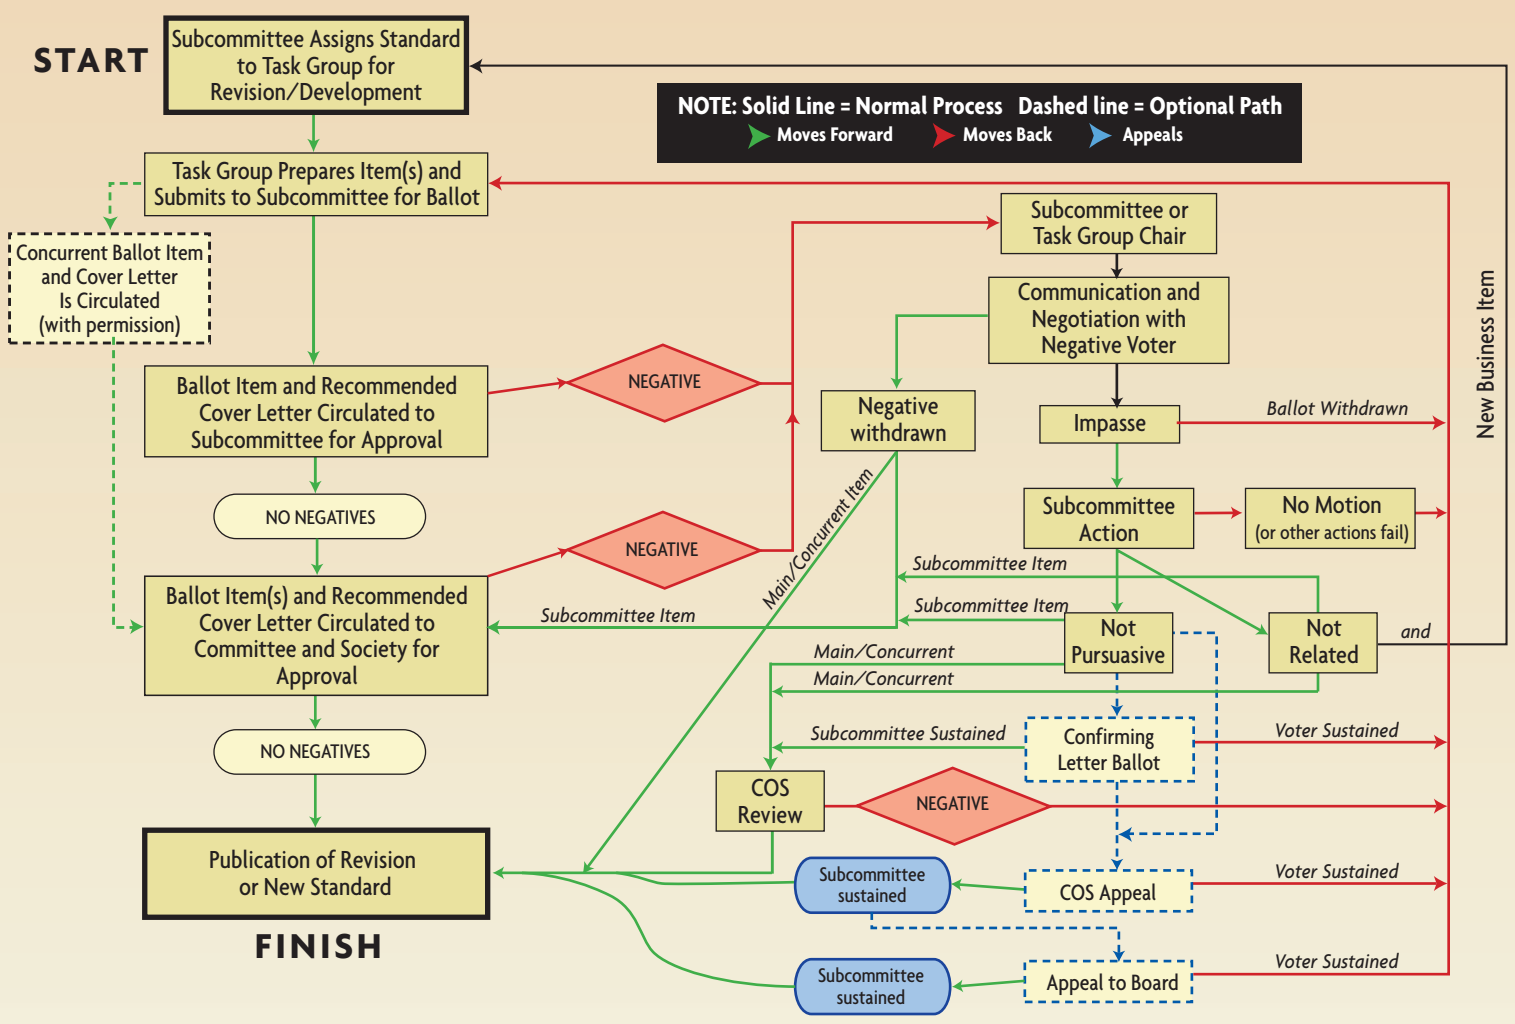 START
Subcommittee Assigns Standard
to Task Group for
Revision/Development
NOTE: Solid Line = Normal Process Dashed line = Optional Path
Moves Forward
Moves Back
Appeals
Task Group Prepares Item(s) and
Submits to Subcommittee for Ballot
Concurrent Ballot Item
and Cover Letter
Is Circulated
(with permission)
Subcommittee or
Task Group Chair
Communication and
Negotiation with
Negative Voter
New Business Item
Ballot Item and Recommended
Cover Letter Circulated to
Subcommittee for Approval
NEGATIVE
Negative
withdrawn
Impasse
Ballot Withdrawn
NO NEGATIVES
Main/Concurrent Item
Subcommittee
Action
No Motion
(or other actions fail)
NEGATIVE
Ballot Item(s) and Recommended
Cover Letter Circulated to
Committee and Society for
Approval
Subcommittee Item
Subcommittee Item
Subcommittee Item
Not
Pursuasive
Not
Related
and
Main/Concurrent
Main/Concurrent
NO NEGATIVES
Subcommittee Sustained
Confirming
Letter Ballot
Voter Sustained
COS
Review
NEGATIVE
Publication of Revision
or New Standard
Subcommittee
sustained
COS Appeal
Voter Sustained
FINISH
Subcommittee
sustained
Appeal to Board
Voter Sustained